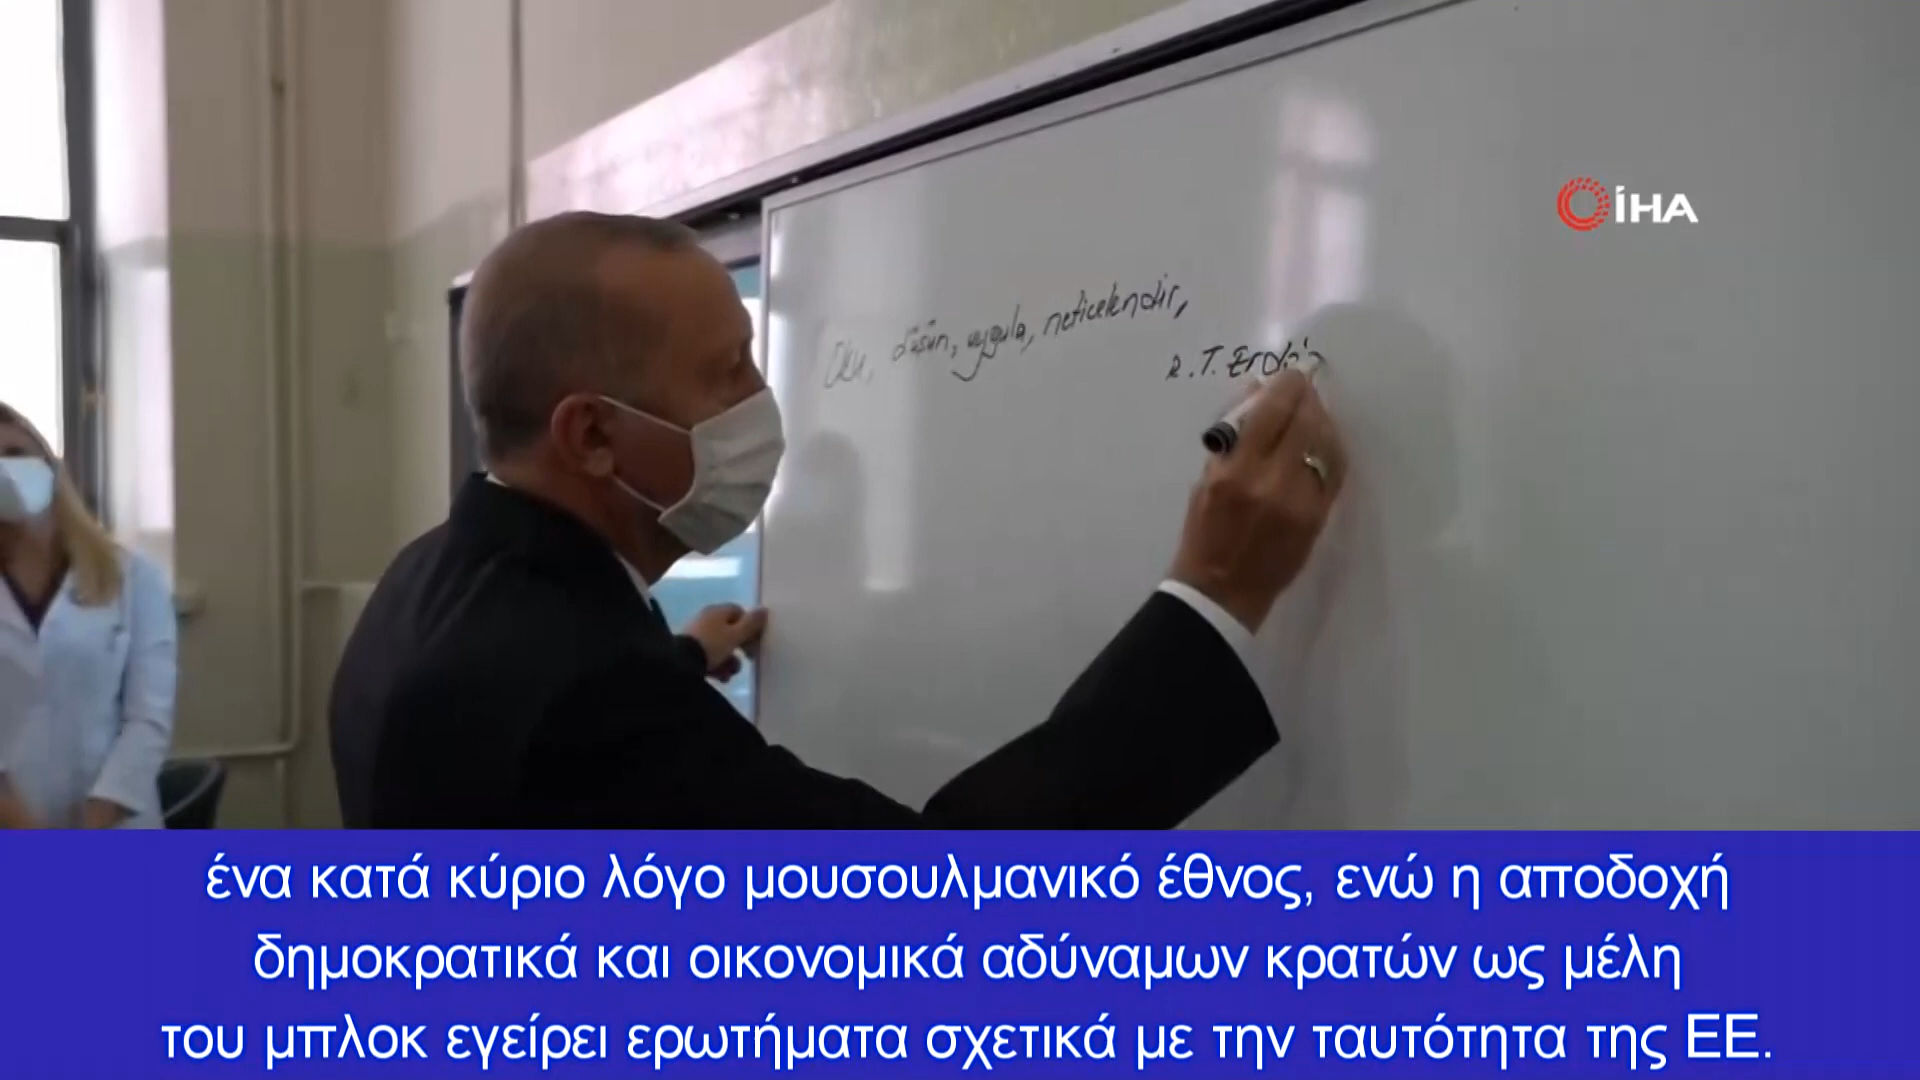 İHA
Oku, düşün, uygula, neticelendir,
R.T. Erdo
ένα κατά κύριο λόγο μουσουλμανικό έθνος, ενώ η αποδοχή
δημοκρατικά και οικονομικά αδύναμων κρατών ως μέλη
του μπλοκ εγείρει ερωτήματα σχετικά με την ταυτότητα της ΕΕ.